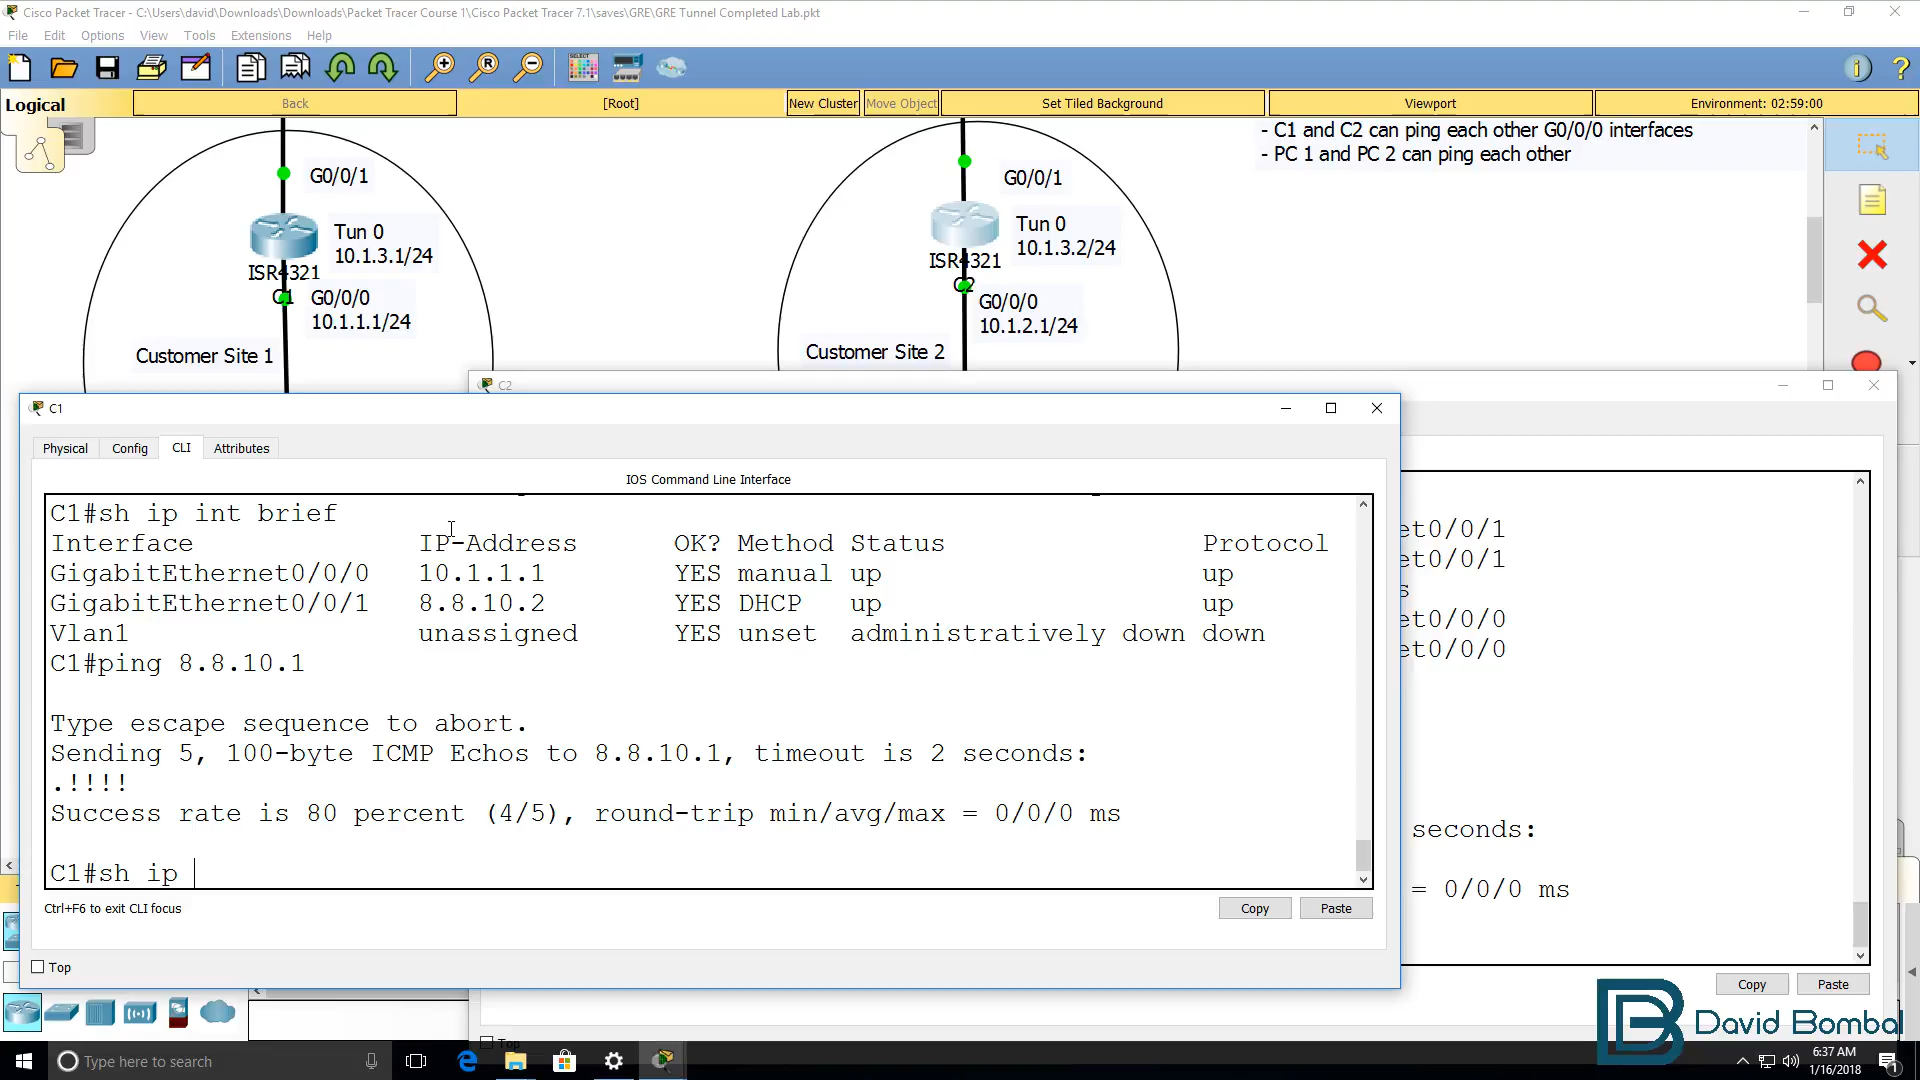 Cisco Packet Tracer - C:\Users\david\Downloads\Downloads\Packet Tracer Course 1\Cisco Packet Tracer 7.1\saves\GRE\GRE Tunnel Completed Lab.pkt
File Edit Options View Tools Extensions Help
Logical Back [Root] New Cluster Move Object Set Tiled Background Viewport Environment: 02:59:00
- C1 and C2 can ping each other G0/0/0 interfaces
- PC 1 and PC 2 can ping each other
G0/0/1
Tun 0
10.1.3.1/24
ISR4321
C1
G0/0/0
10.1.1.1/24
Customer Site 1
G0/0/1
Tun 0
10.1.3.2/24
ISR4321
C2
G0/0/0
10.1.2.1/24
Customer Site 2
C2
C1
Physical Config CLI Attributes
IOS Command Line Interface
C1#sh ip int brief
Interface IP-Address OK? Method Status Protocol
GigabitEthernet0/0/0 10.1.1.1 YES manual up up
GigabitEthernet0/0/1 8.8.10.2 YES DHCP up up
Vlan1 unassigned YES unset administratively down down
C1#ping 8.8.10.1
Type escape sequence to abort.
Sending 5, 100-byte ICMP Echos to 8.8.10.1, timeout is 2 seconds:
.!!!!
Success rate is 80 percent (4/5), round-trip min/avg/max = 0/0/0 ms
C1#sh ip
Ctrl+F6 to exit CLI focus
Copy Paste
Top
et0/0/1
et0/0/1
s
et0/0/0
et0/0/0
seconds:
= 0/0/0 ms
Copy Paste
Top
David Bombal
Type here to search
6:37 AM
1/16/2018
1